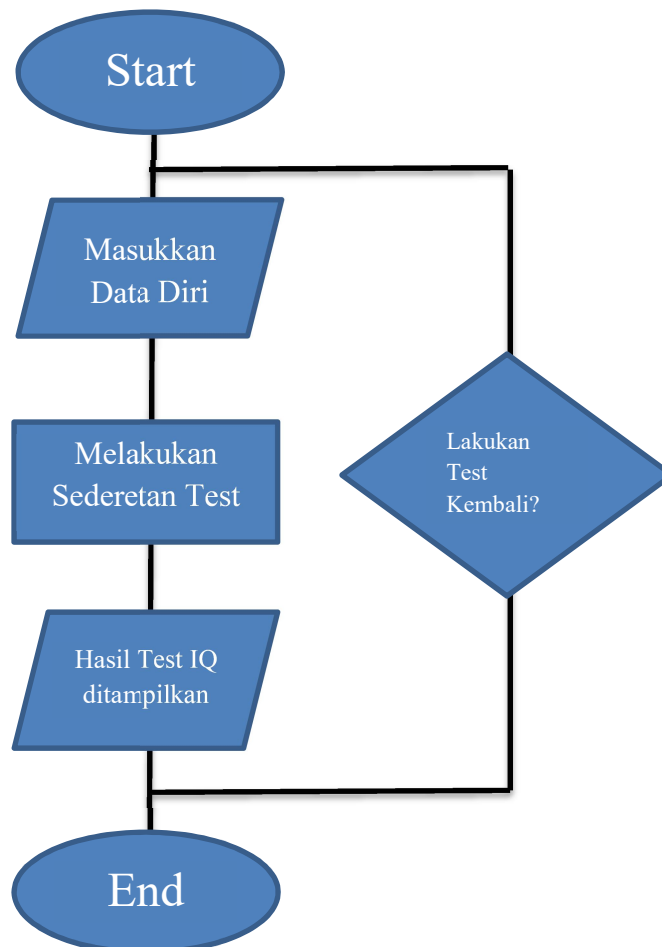 Start
Masukkan
Data Diri
Melakukan
Sederetan Test
Hasil Test IQ
ditampilkan
Lakukan
Test
Kembali?
End